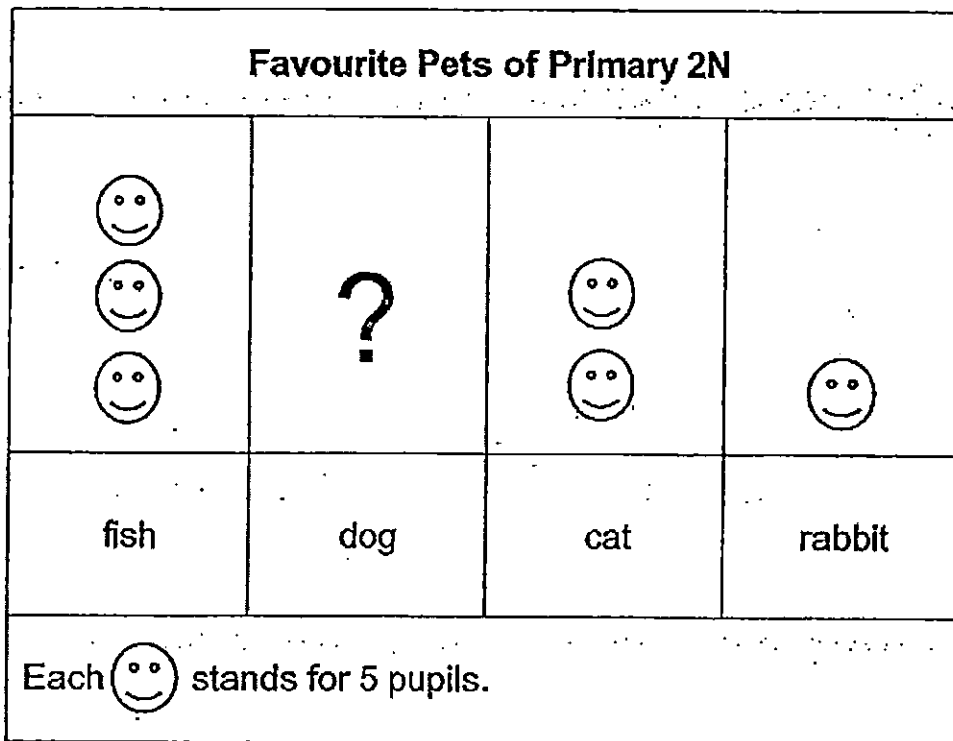 Favourite Pets of Primary 2N
?
fish
dog
cat
rabbit
Each stands for 5 pupils.